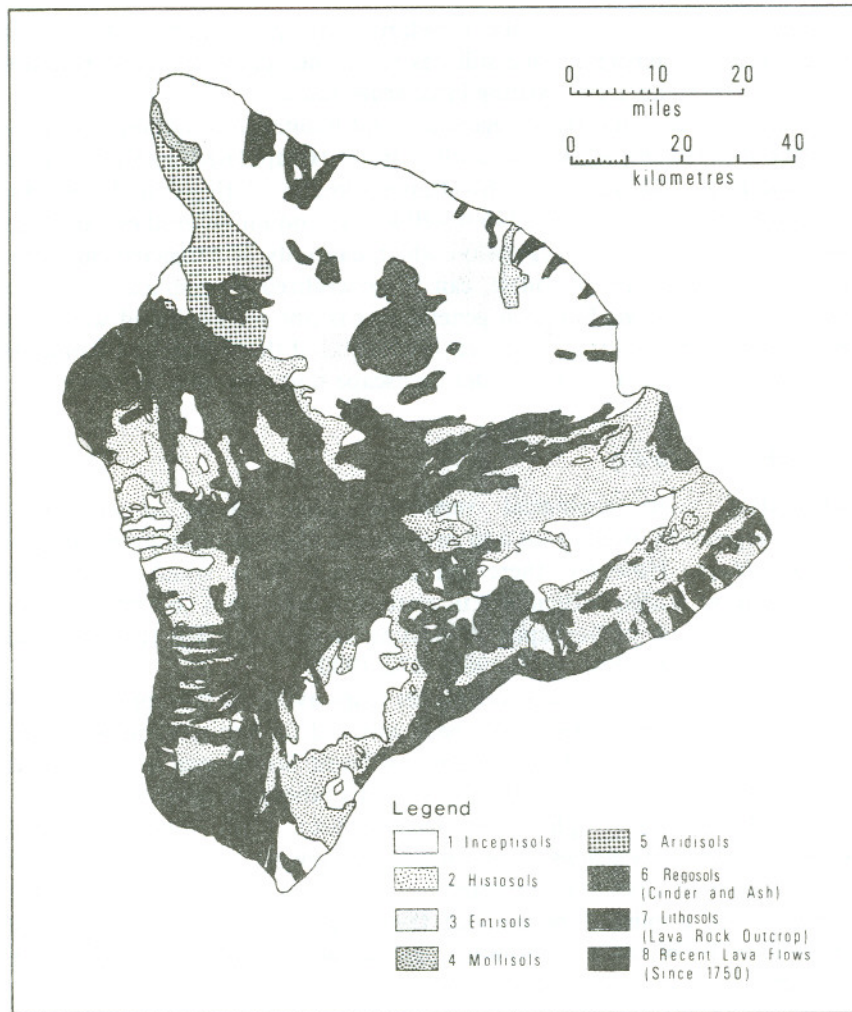 0 10 20
miles
0 20 40
kilometres
Legend
1 Inceptisols
2 Histosols
3 Entisols
4 Mollisols
5 Aridisols
6 Regosols
(Cinder and Ash)
7 Lithosols
(Lava Rock Outcrop)
8 Recent Lava Flows
(Since 1750)